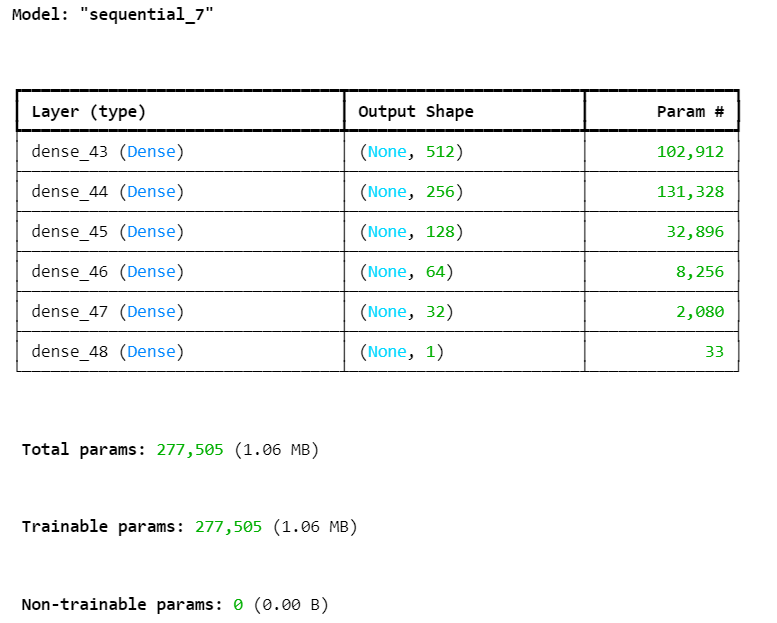 Model: "sequential_7"
Layer (type) Output Shape Param #
dense_43 (Dense) (None, 512) 102,912
dense_44 (Dense) (None, 256) 131,328
dense_45 (Dense) (None, 128) 32,896
dense_46 (Dense) (None, 64) 8,256
dense_47 (Dense) (None, 32) 2,080
dense_48 (Dense) (None, 1) 33
Total params: 277,505 (1.06 MB)
Trainable params: 277,505 (1.06 MB)
Non-trainable params: 0 (0.00 B)